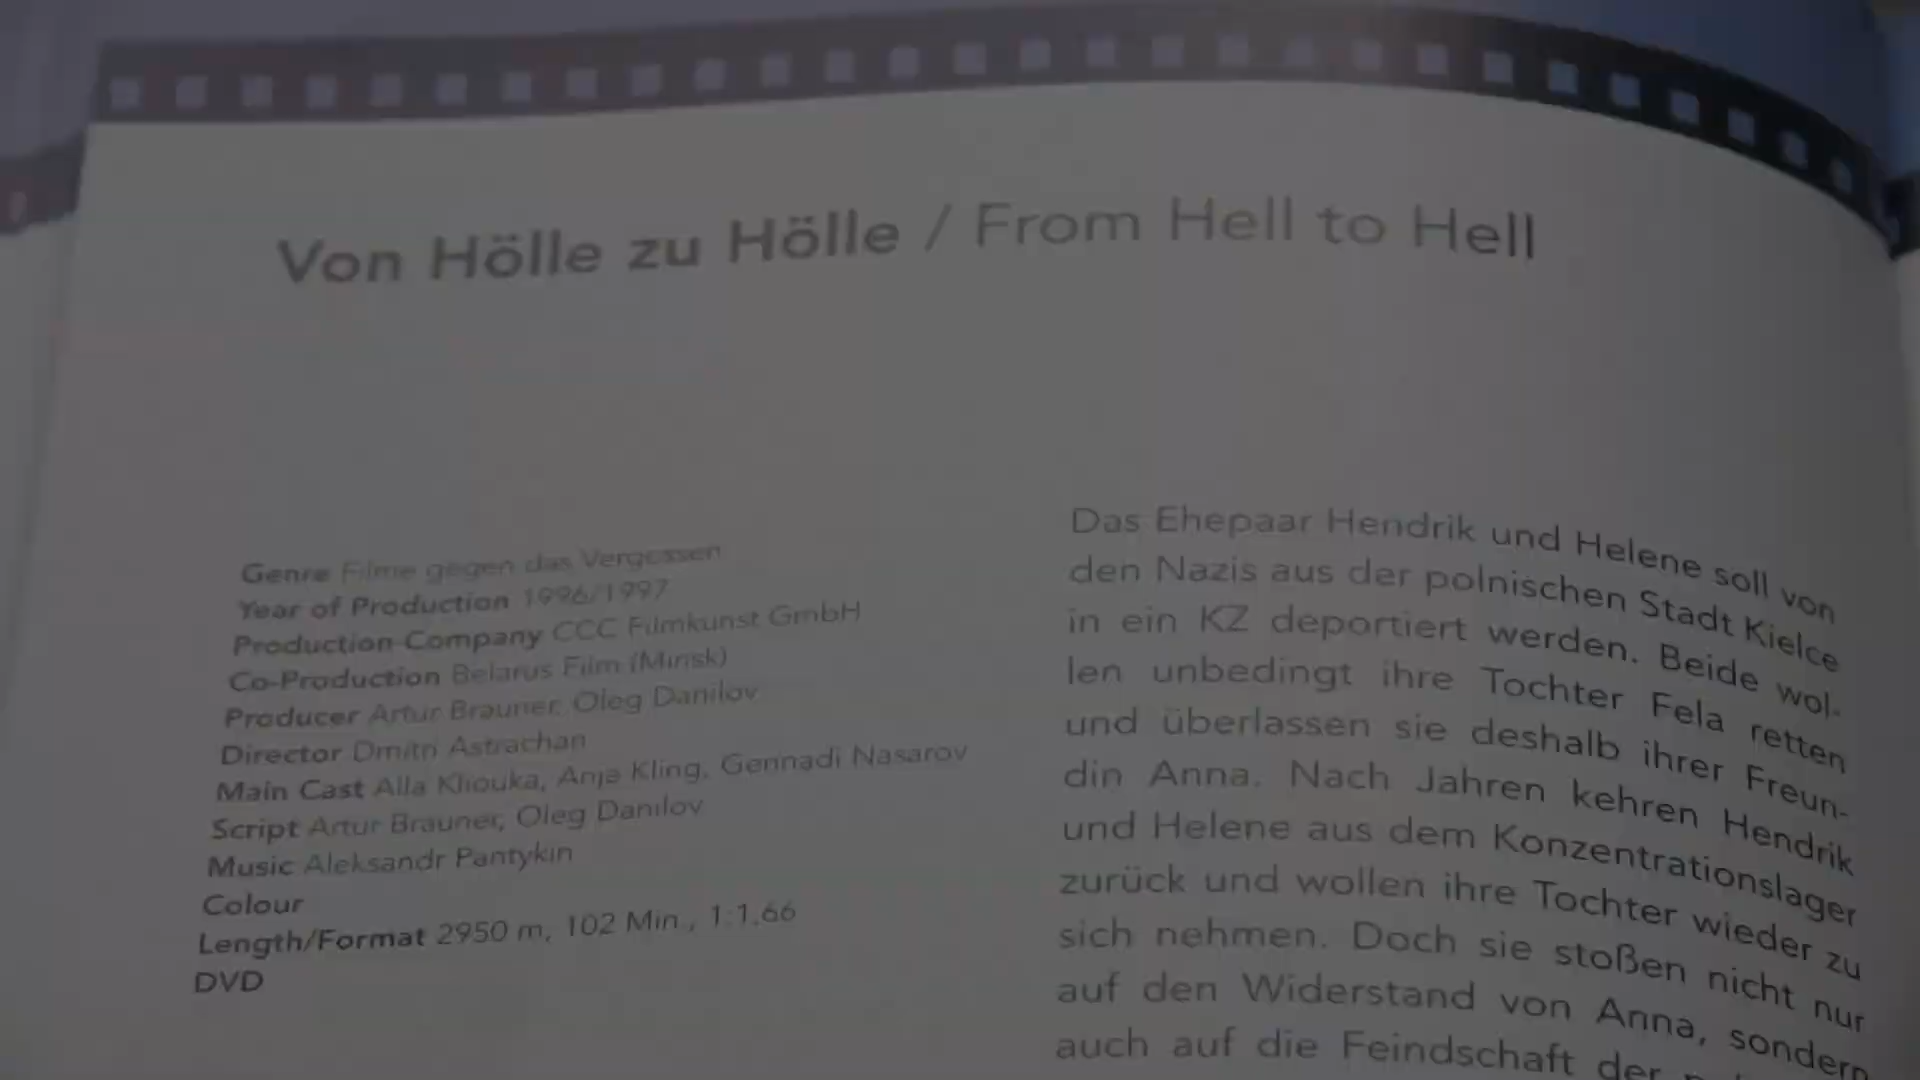 Von Hölle zu Hölle / From Hell to Hell
Genre Filme gegen das Vergessen
Year of Production 1996/1997
Production Company CCC Filmkunst GmbH
Co-Production Belarus Film (Minsk)
Producer Artur Brauner, Oleg Danilov
Director Dmitri Astrachan
Main Cast Alla Kliouka, Anja Kling, Gennadi Nasarov
Script Artur Brauner, Oleg Danilov
Music Aleksandr Pantykin
Colour
Length/Format 2950 m, 102 Min., 1:1,66
DVD
Das Ehepaar Hendrik und Helene soll von
den Nazis aus der polnischen Stadt Kielce
in ein KZ deportiert werden. Beide wol-
len unbedingt ihre Tochter Fela retten
und überlassen sie deshalb ihrer Freun-
din Anna. Nach Jahren kehren Hendrik
und Helene aus dem Konzentrationslager
zurück und wollen ihre Tochter wieder zu
sich nehmen. Doch sie stoßen nicht nur
auf den Widerstand von Anna, sondern
auch auf die Feindschaft der